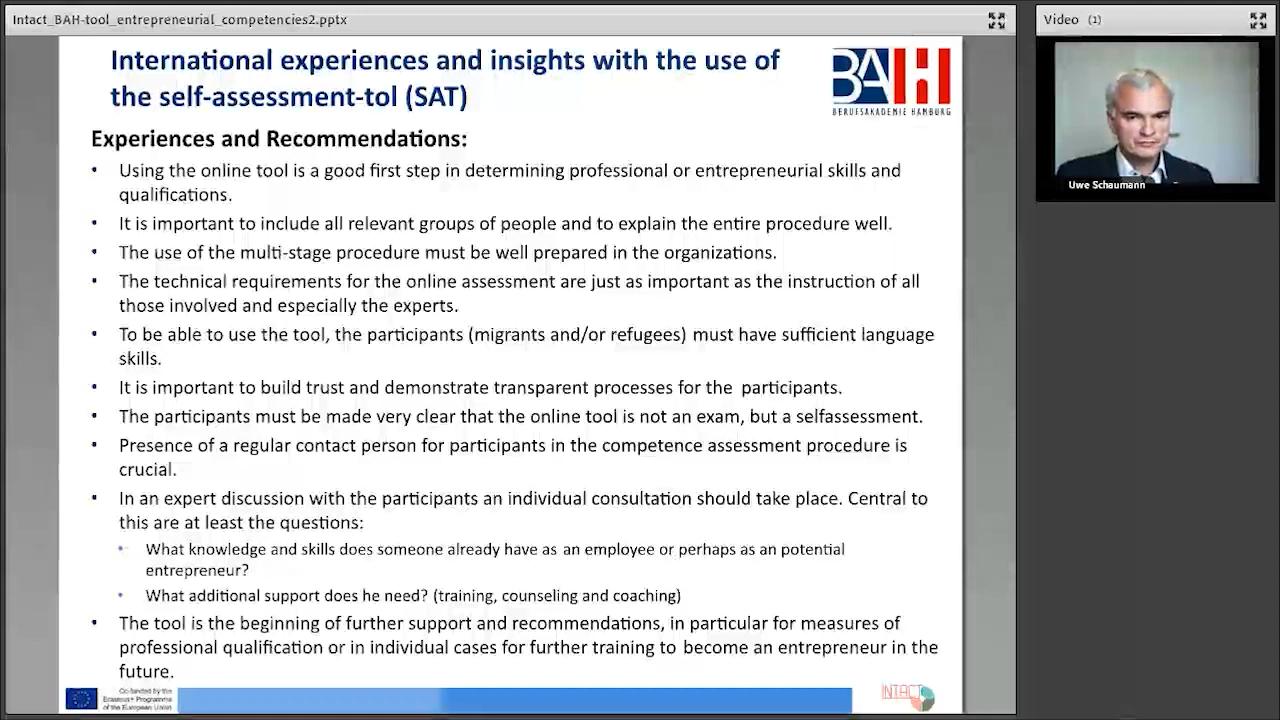 Intact_BAH-tool_entrepreneurial_competencies2.pptx
Video (1)
International experiences and insights with the use of
the self-assessment-tol (SAT)
BAH
BERUFSAKADEMIE HAMBURG
Uwe Schaumann
Experiences and Recommendations:
• Using the online tool is a good first step in determining professional or entrepreneurial skills and
qualifications.
• It is important to include all relevant groups of people and to explain the entire procedure well.
• The use of the multi-stage procedure must be well prepared in the organizations.
• The technical requirements for the online assessment are just as important as the instruction of all
those involved and especially the experts.
• To be able to use the tool, the participants (migrants and/or refugees) must have sufficient language
skills.
• It is important to build trust and demonstrate transparent processes for the participants.
• The participants must be made very clear that the online tool is not an exam, but a selfassessment.
• Presence of a regular contact person for participants in the competence assessment procedure is
crucial.
• In an expert discussion with the participants an individual consultation should take place. Central to
this are at least the questions:
• What knowledge and skills does someone already have as an employee or perhaps as an potential
entrepreneur?
• What additional support does he need? (training, counseling and coaching)
• The tool is the beginning of further support and recommendations, in particular for measures of
professional qualification or in individual cases for further training to become an entrepreneur in the
future.
Co-funded by the
Erasmus+ Programme
of the European Union
INTACT